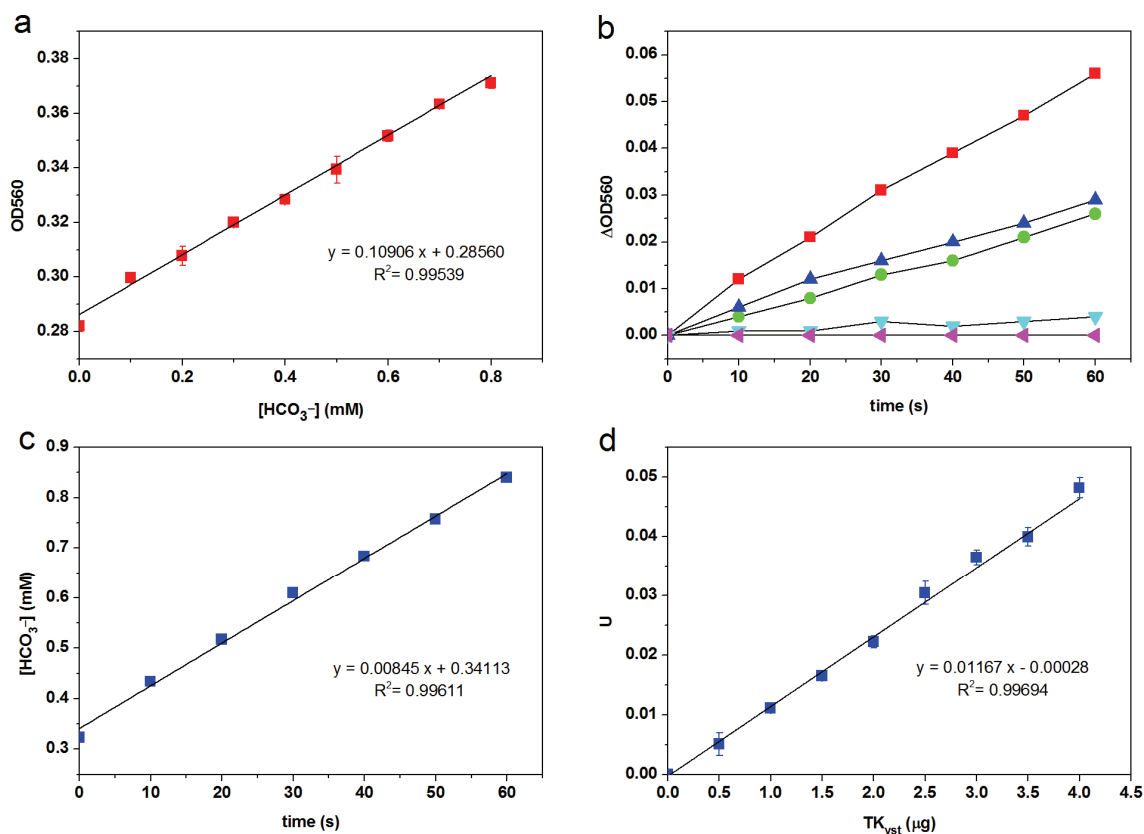 a
0.38
0.36
0.34
0.32
0.30
0.28
OD560
y = 0.10906 x + 0.28560
R²= 0.99539
0.0 0.2 0.4 0.6 0.8
[HCO₃⁻] (mM)
b
0.06
0.05
0.04
0.03
0.02
0.01
0.00
ΔOD560
0 10 20 30 40 50 60
time (s)
c
0.9
0.8
0.7
0.6
0.5
0.4
0.3
[HCO₃⁻] (mM)
y = 0.00845 x + 0.34113
R²= 0.99611
0 10 20 30 40 50 60
time (s)
d
0.05
0.04
0.03
0.02
0.01
0.00
U
y = 0.01167 x - 0.00028
R²= 0.99694
0.0 0.5 1.0 1.5 2.0 2.5 3.0 3.5 4.0 4.5
TKyst (μg)